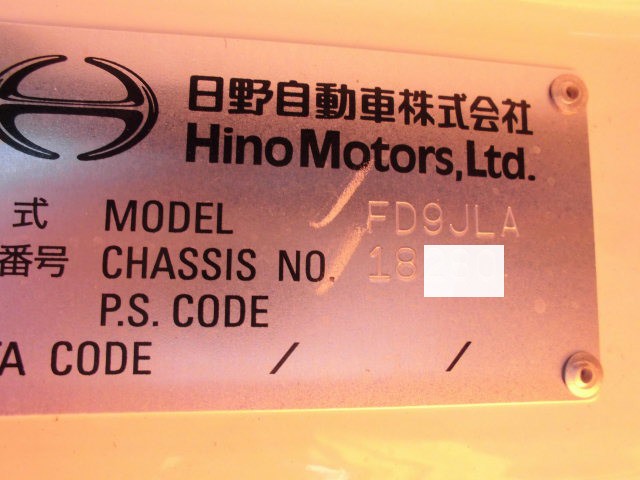 日野自動車株式会社
Hino Motors, Ltd.
式 MODEL FD9JLA
番号 CHASSIS NO. 18
P.S. CODE
TA CODE / /